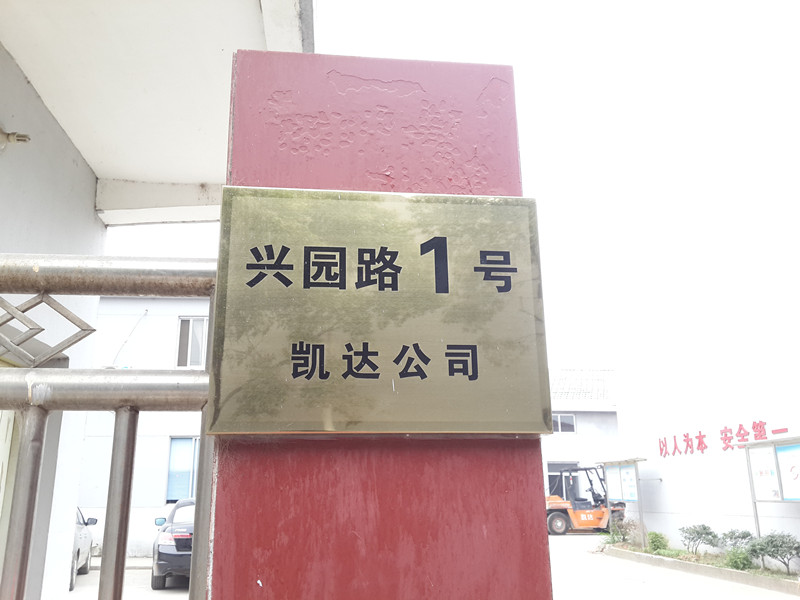 兴园路1号
凯达公司
以人为本 安全第一